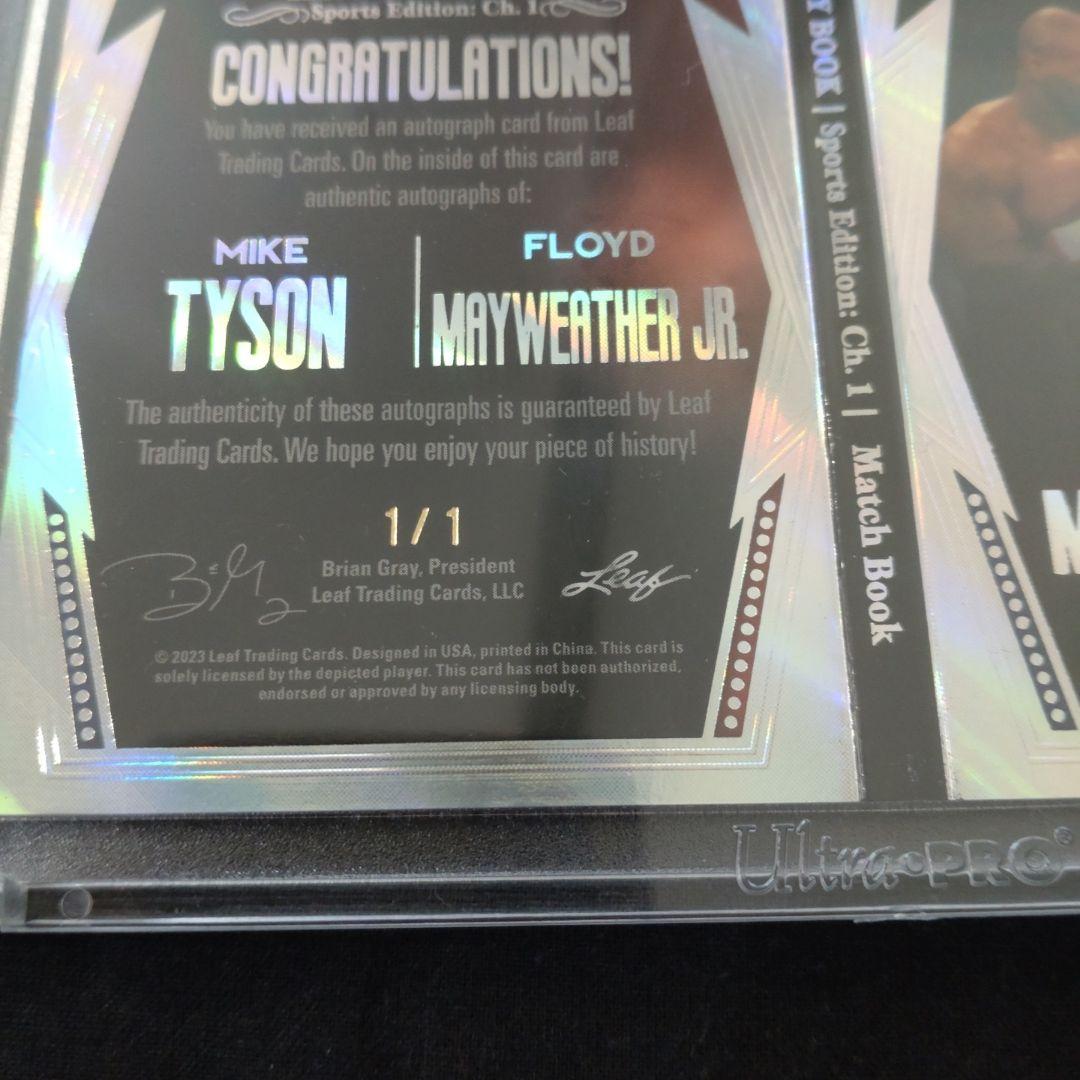 Sports Edition: Ch. 1
CONGRATULATIONS!
You have received an autograph card from Leaf
Trading Cards. On the inside of this card are
authentic autographs of:
MIKE
TYSON
FLOYD
MAYWEATHER JR.
The authenticity of these autographs is guaranteed by Leaf
Trading Cards. We hope you enjoy your piece of history!
1/1
Brian Gray, President
Leaf Trading Cards, LLC
Leaf
© 2023 Leaf Trading Cards. Designed in USA, printed in China. This card is
solely licensed by the depicted player. This card has not been authorized,
endorsed or approved by any licensing body.
BOOK | Sports Edition: Ch. 1 | Match Book
Ultra•PRO®